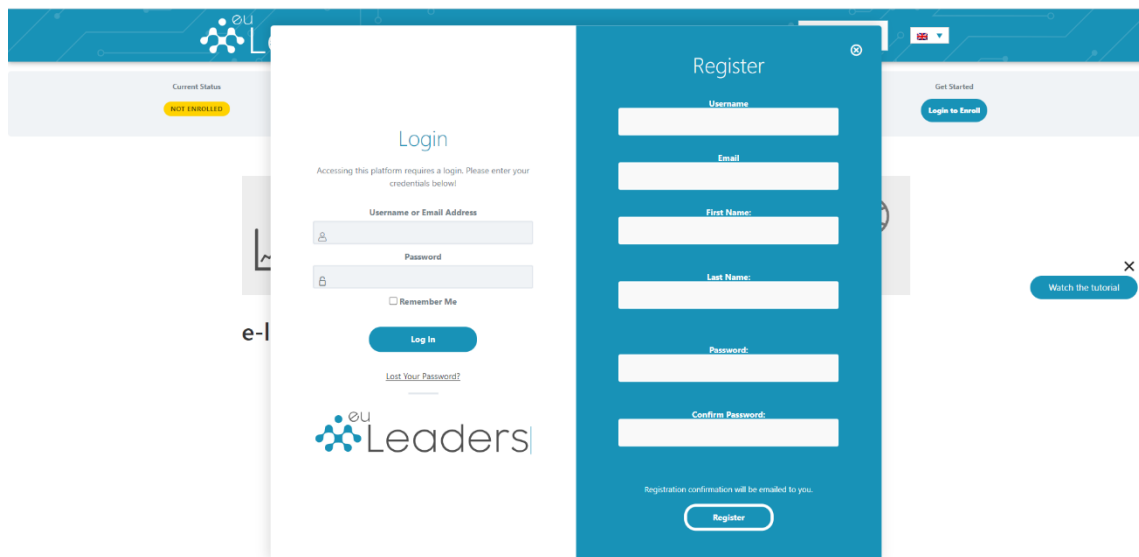 eu
Le
Current Status
NOT ENROLLED
Get Started
Login to Enroll
e-l
Watch the tutorial
Login
Accessing this platform requires a login. Please enter your
credentials below!
Username or Email Address
Password
Remember Me
Log In
Lost Your Password?
eu
Leaders
Register
Username
Email
First Name:
Last Name:
Password:
Confirm Password:
Registration confirmation will be emailed to you.
Register